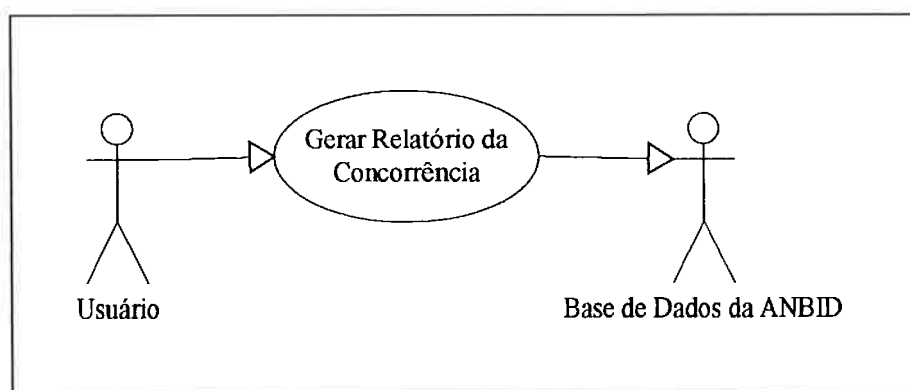 Gerar Relatório da
Concorrência
Usuário
Base de Dados da ANBID